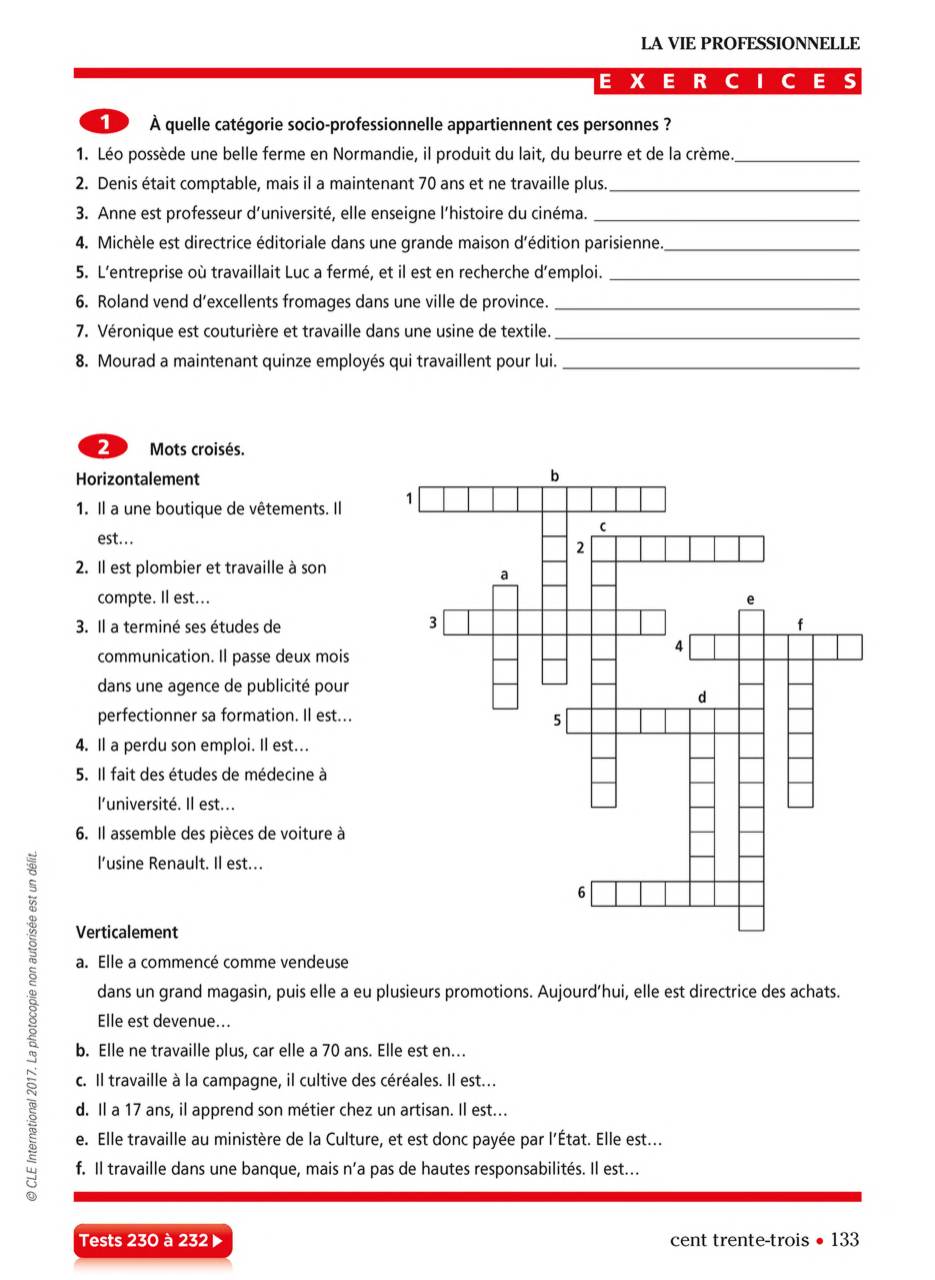 LA VIE PROFESSIONNELLE
EXERCICES
1 À quelle catégorie socio-professionnelle appartiennent ces personnes ?
1. Léo possède une belle ferme en Normandie, il produit du lait, du beurre et de la crème.
2. Denis était comptable, mais il a maintenant 70 ans et ne travaille plus.
3. Anne est professeur d’université, elle enseigne l’histoire du cinéma.
4. Michèle est directrice éditoriale dans une grande maison d’édition parisienne.
5. L’entreprise où travaillait Luc a fermé, et il est en recherche d’emploi.
6. Roland vend d’excellents fromages dans une ville de province.
7. Véronique est couturière et travaille dans une usine de textile.
8. Mourad a maintenant quinze employés qui travaillent pour lui.
2 Mots croisés.
Horizontalement
1. Il a une boutique de vêtements. Il
est…
2. Il est plombier et travaille à son
compte. Il est…
3. Il a terminé ses études de
communication. Il passe deux mois
dans une agence de publicité pour
perfectionner sa formation. Il est…
4. Il a perdu son emploi. Il est…
5. Il fait des études de médecine à
l’université. Il est…
6. Il assemble des pièces de voiture à
l’usine Renault. Il est…
b
1
c
2
a
e
3
f
4
d
5
6
Verticalement
a. Elle a commencé comme vendeuse
dans un grand magasin, puis elle a eu plusieurs promotions. Aujourd’hui, elle est directrice des achats.
Elle est devenue…
b. Elle ne travaille plus, car elle a 70 ans. Elle est en…
c. Il travaille à la campagne, il cultive des céréales. Il est…
d. Il a 17 ans, il apprend son métier chez un artisan. Il est…
e. Elle travaille au ministère de la Culture, et est donc payée par l’État. Elle est…
f. Il travaille dans une banque, mais n’a pas de hautes responsabilités. Il est…
© CLE International 2017. La photocopie non autorisée est un délit.
Tests 230 à 232
cent trente-trois • 133